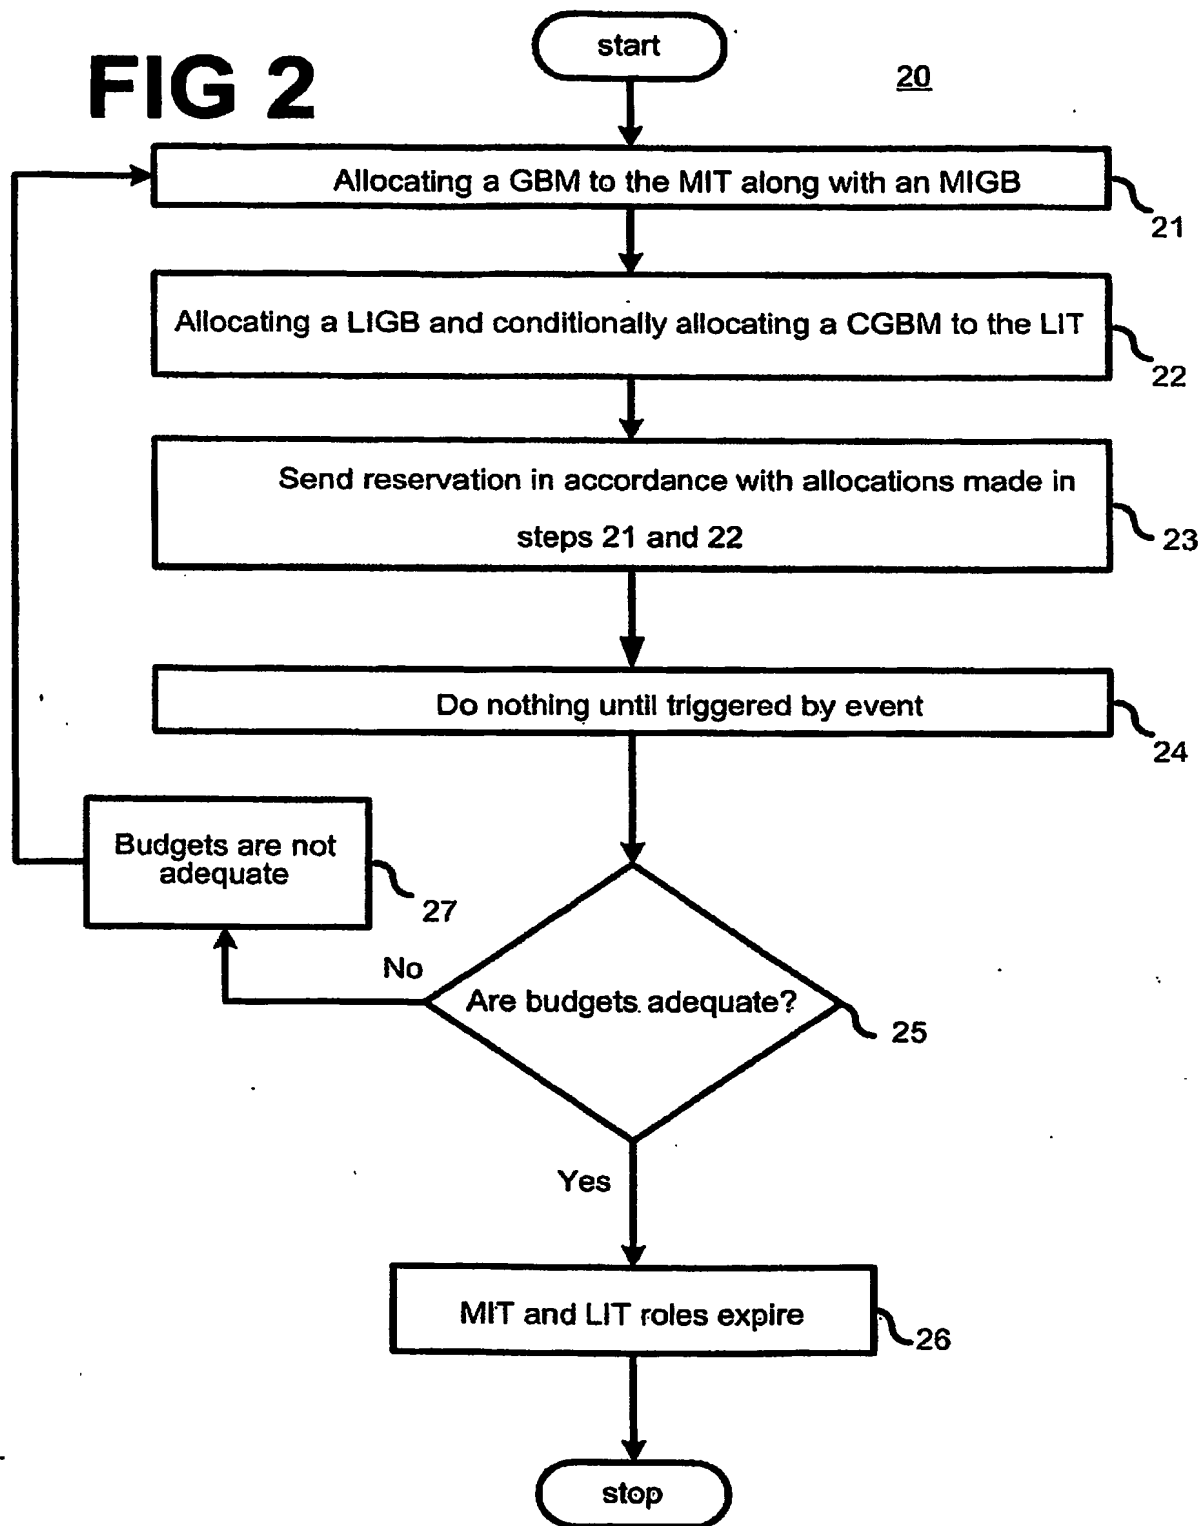 start
FIG 2
20
Allocating a GBM to the MIT along with an MIGB
21
Allocating a LIGB and conditionally allocating a CGBM to the LIT
22
Send reservation in accordance with allocations made in
steps 21 and 22
23
Do nothing until triggered by event
24
Budgets are not
adequate
27
No
Are budgets adequate?
25
Yes
MIT and LIT roles expire
26
stop